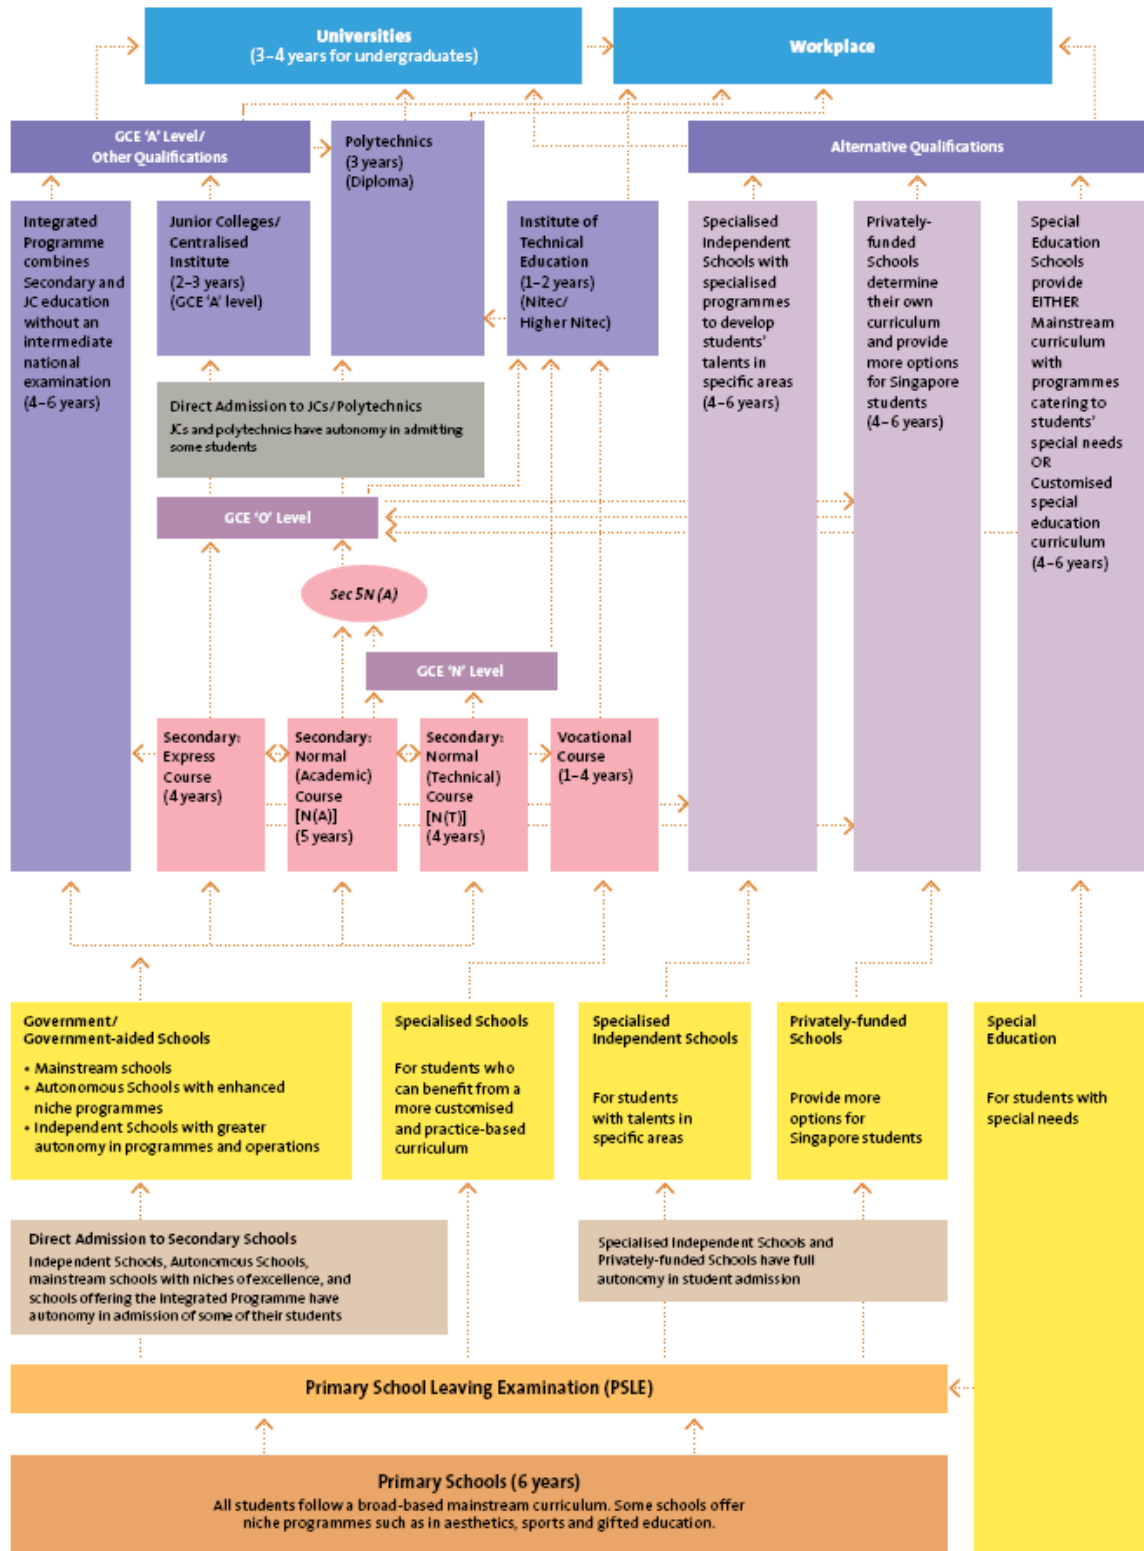 Universities
(3–4 years for undergraduates)
Workplace
GCE ‘A’ Level/
Other Qualifications
Polytechnics
(3 years)
(Diploma)
Alternative Qualifications
Integrated
Programme
combines
Secondary and
JC education
without an
intermediate
national
examination
(4–6 years)
Junior Colleges/
Centralised
Institute
(2–3 years)
(GCE ‘A’ level)
Institute of
Technical
Education
(1–2 years)
(Nitec/
Higher Nitec)
Specialised
Independent
Schools with
specialised
programmes
to develop
students’
talents in
specific areas
(4–6 years)
Privately-
funded
Schools
determine
their own
curriculum
and provide
more options
for Singapore
students
(4–6 years)
Special
Education
Schools
provide
EITHER
Mainstream
curriculum
with
programmes
catering to
students’
special needs
OR
Customised
special
education
curriculum
(4–6 years)
Direct Admission to JCs/Polytechnics
JCs and polytechnics have autonomy in admitting
some students
GCE ‘O’ Level
Sec 5N (A)
GCE ‘N’ Level
Secondary:
Express
Course
(4 years)
Secondary:
Normal
(Academic)
Course
[N(A)]
(5 years)
Secondary:
Normal
(Technical)
Course
[N(T)]
(4 years)
Vocational
Course
(1–4 years)
Government/
Government-aided Schools
• Mainstream schools
• Autonomous Schools with enhanced
niche programmes
• Independent Schools with greater
autonomy in programmes and operations
Specialised Schools
For students who
can benefit from a
more customised
and practice-based
curriculum
Specialised
Independent Schools
For students
with talents in
specific areas
Privately-funded
Schools
Provide more
options for
Singapore students
Special
Education
For students with
special needs
Direct Admission to Secondary Schools
Independent Schools, Autonomous Schools,
mainstream schools with niches of excellence, and
schools offering the Integrated Programme have
autonomy in admission of some of their students
Specialised Independent Schools and
Privately-funded Schools have full
autonomy in student admission
Primary School Leaving Examination (PSLE)
Primary Schools (6 years)
All students follow a broad-based mainstream curriculum. Some schools offer
niche programmes such as in aesthetics, sports and gifted education.